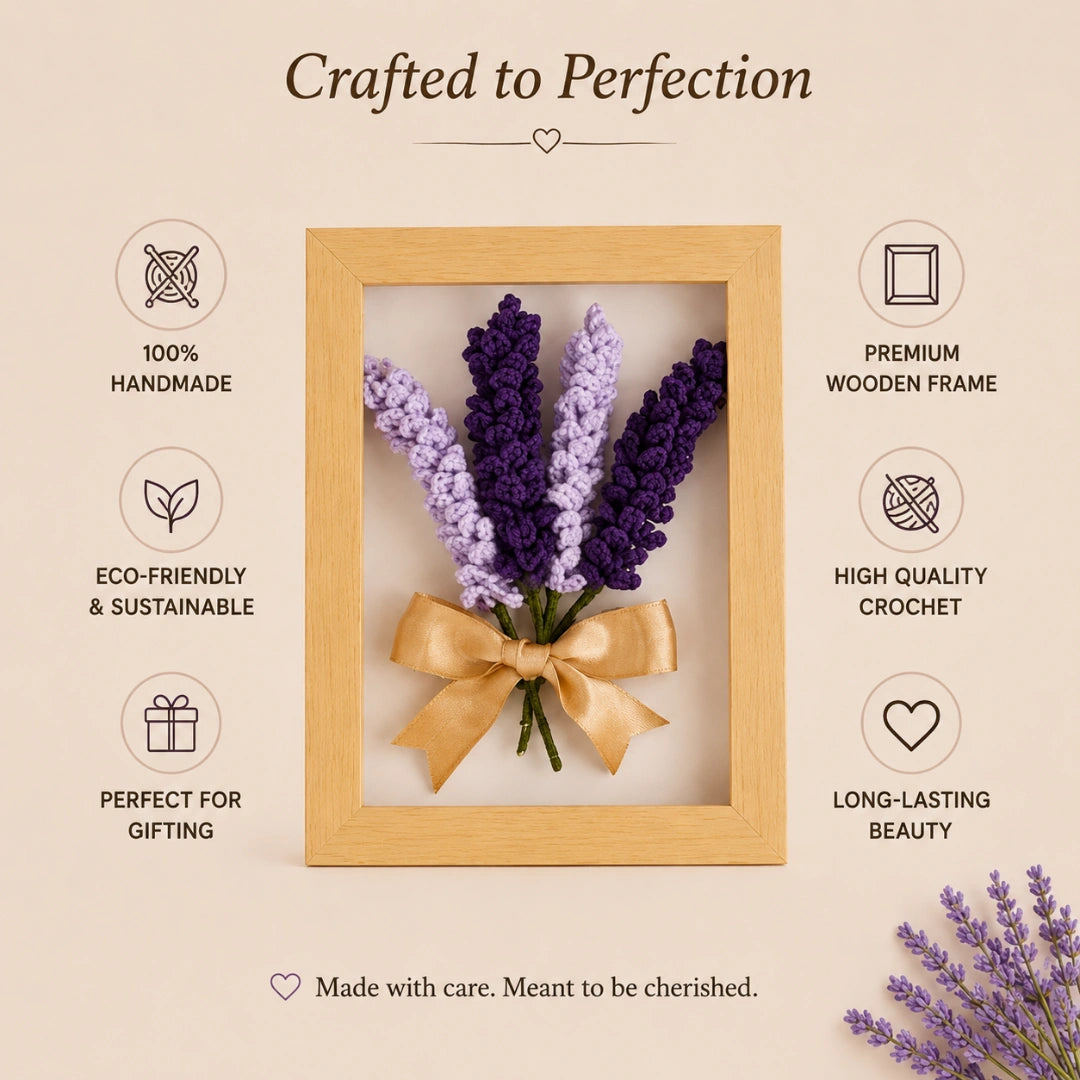 Crafted to Perfection
100%
HANDMADE
PREMIUM
WOODEN FRAME
ECO-FRIENDLY
& SUSTAINABLE
HIGH QUALITY
CROCHET
PERFECT FOR
GIFTING
LONG-LASTING
BEAUTY
Made with care. Meant to be cherished.